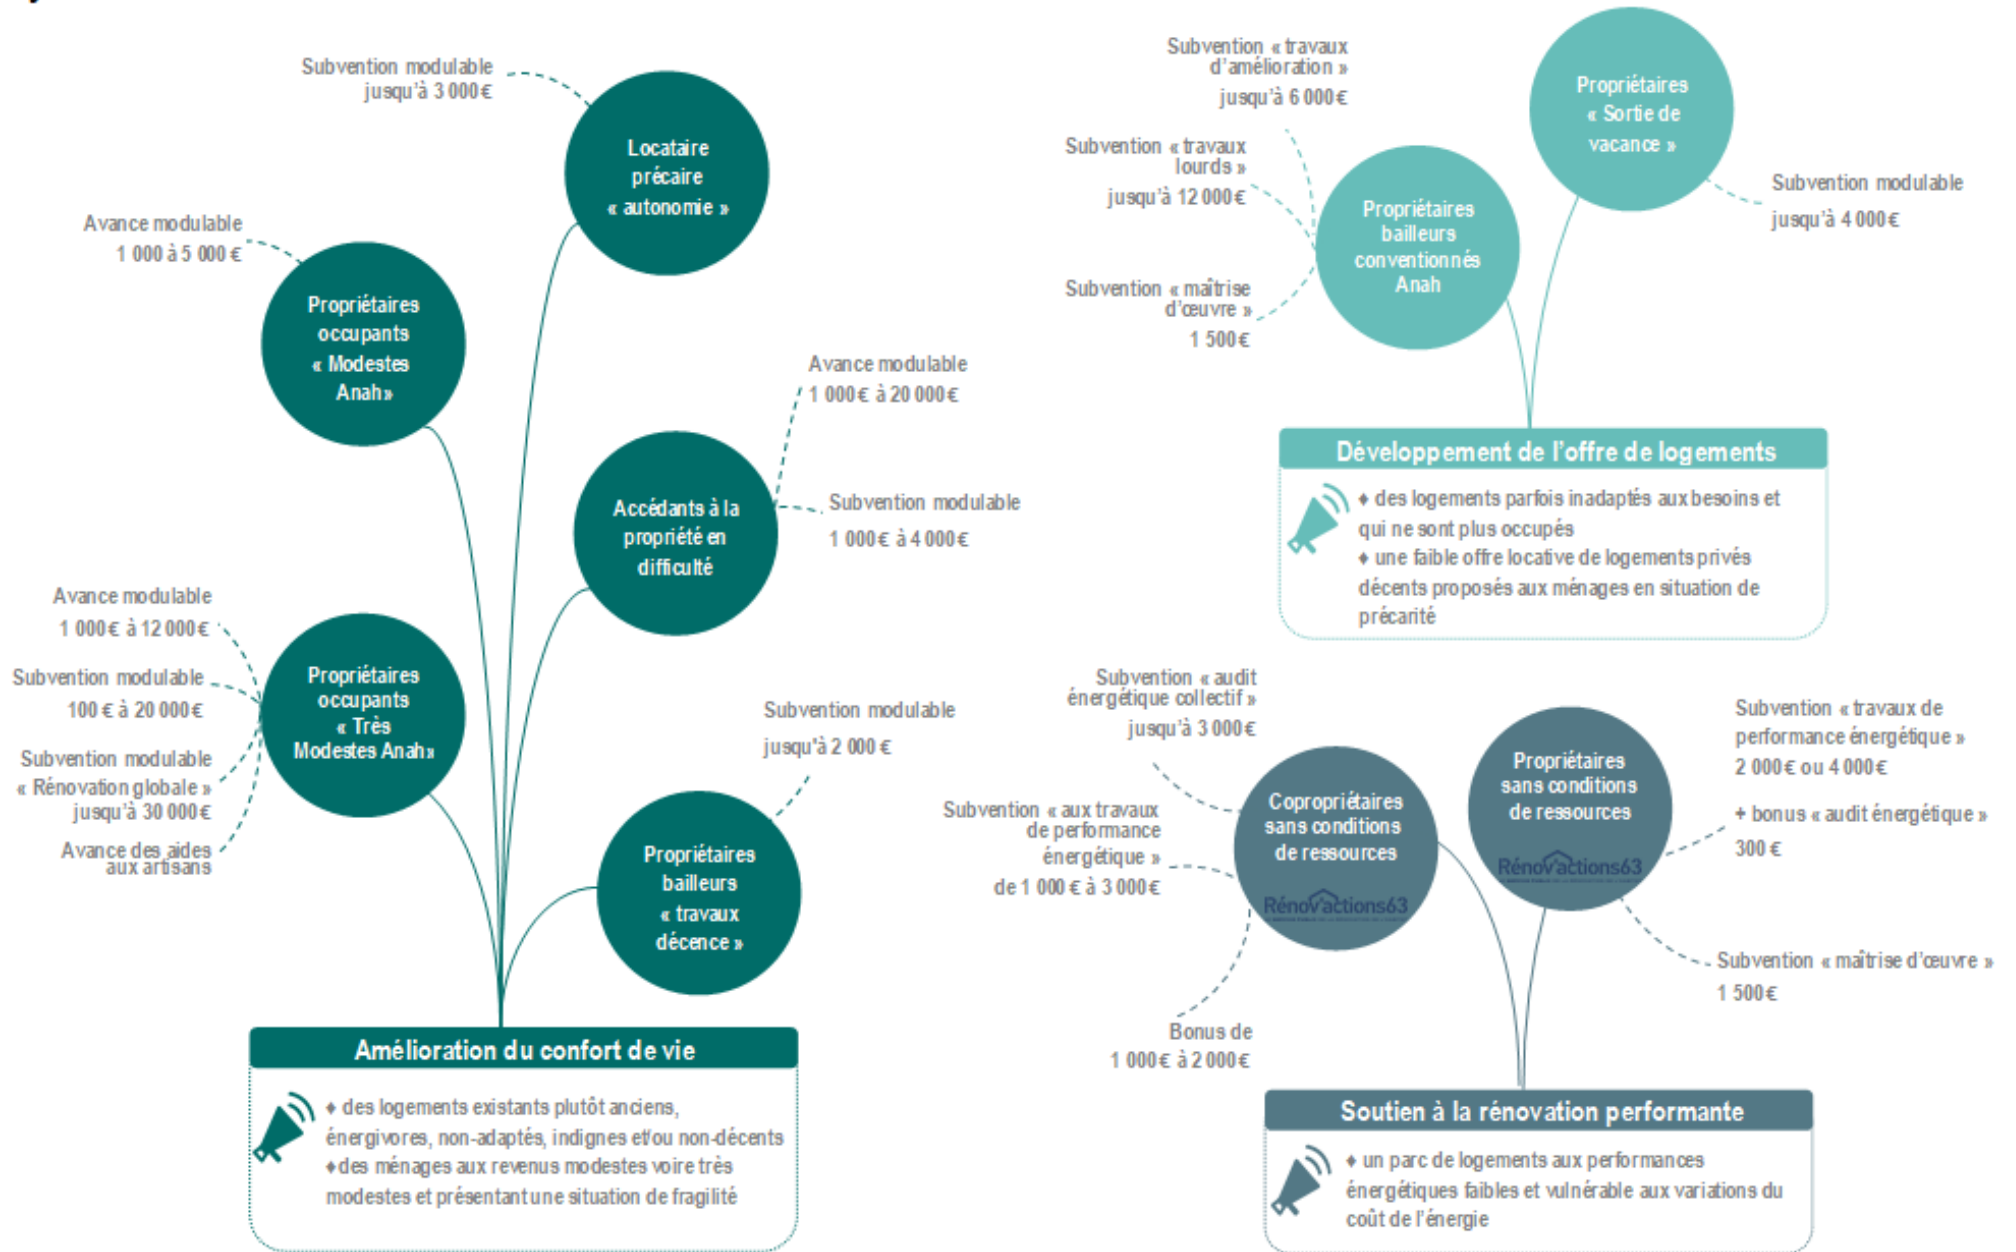 Subvention modulable
jusqu'à 3 000 €
Locataire
précaire
« autonomie »
Avance modulable
1 000 à 5 000 €
Propriétaires
occupants
« Modestes
Anah»
Avance modulable
1 000 € à 20 000 €
Subvention modulable
1 000 € à 4 000 €
Accédants à la
propriété en
difficulté
Avance modulable
1 000 € à 12 000 €
Subvention modulable
100 € à 20 000 €
Subvention modulable
« Rénovation globale »
jusqu'à 30 000 €
Avance des aides
aux artisans
Propriétaires
occupants
« Très
Modestes Anah»
Subvention modulable
jusqu'à 2 000 €
Propriétaires
bailleurs
« travaux
décence »
Amélioration du confort de vie
♦ des logements existants plutôt anciens,
énergivores, non-adaptés, indignes et/ou non-décents
♦des ménages aux revenus modestes voire très
modestes et présentant une situation de fragilité
Subvention « travaux
d'amélioration »
jusqu'à 6 000 €
Subvention « travaux
lourds »
jusqu'à 12 000 €
Subvention « maîtrise
d'œuvre »
1 500 €
Propriétaires
bailleurs
conventionnés
Anah
Propriétaires
« Sortie de
vacance »
Subvention modulable
jusqu'à 4 000 €
Développement de l'offre de logements
♦ des logements parfois inadaptés aux besoins et
qui ne sont plus occupés
♦ une faible offre locative de logements privés
décents proposés aux ménages en situation de
précarité
Subvention « audit
énergétique collectif »
jusqu'à 3 000 €
Subvention « aux travaux
de performance
énergétique »
de 1 000 € à 3 000 €
Bonus de
1 000 € à 2 000 €
Copropriétaires
sans conditions
de ressources
Rénov'actions63
Propriétaires
sans conditions
de ressources
Rénov'actions63
Subvention « travaux de
performance énergétique »
2 000 € ou 4 000 €
+ bonus « audit énergétique »
300 €
Subvention « maîtrise d'œuvre »
1 500 €
Soutien à la rénovation performante
♦ un parc de logements aux performances
énergétiques faibles et vulnérable aux variations du
coût de l'énergie